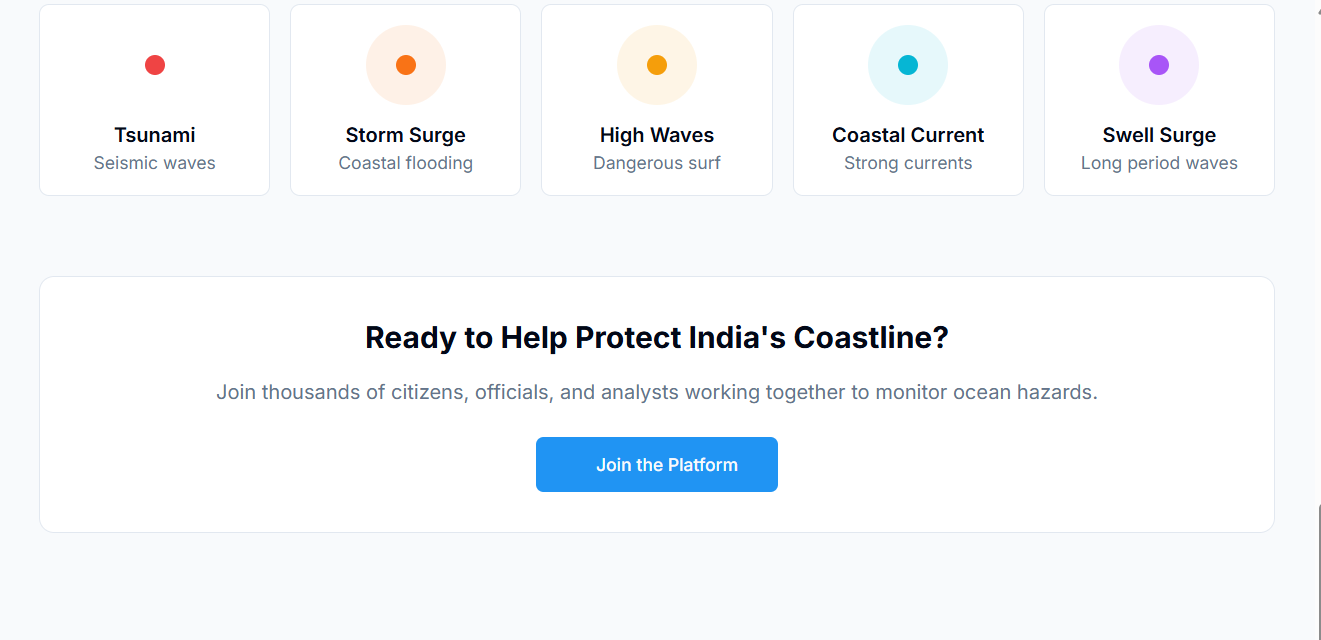 Tsunami
Seismic waves
Storm Surge
Coastal flooding
High Waves
Dangerous surf
Coastal Current
Strong currents
Swell Surge
Long period waves
Ready to Help Protect India's Coastline?
Join thousands of citizens, officials, and analysts working together to monitor ocean hazards.
Join the Platform